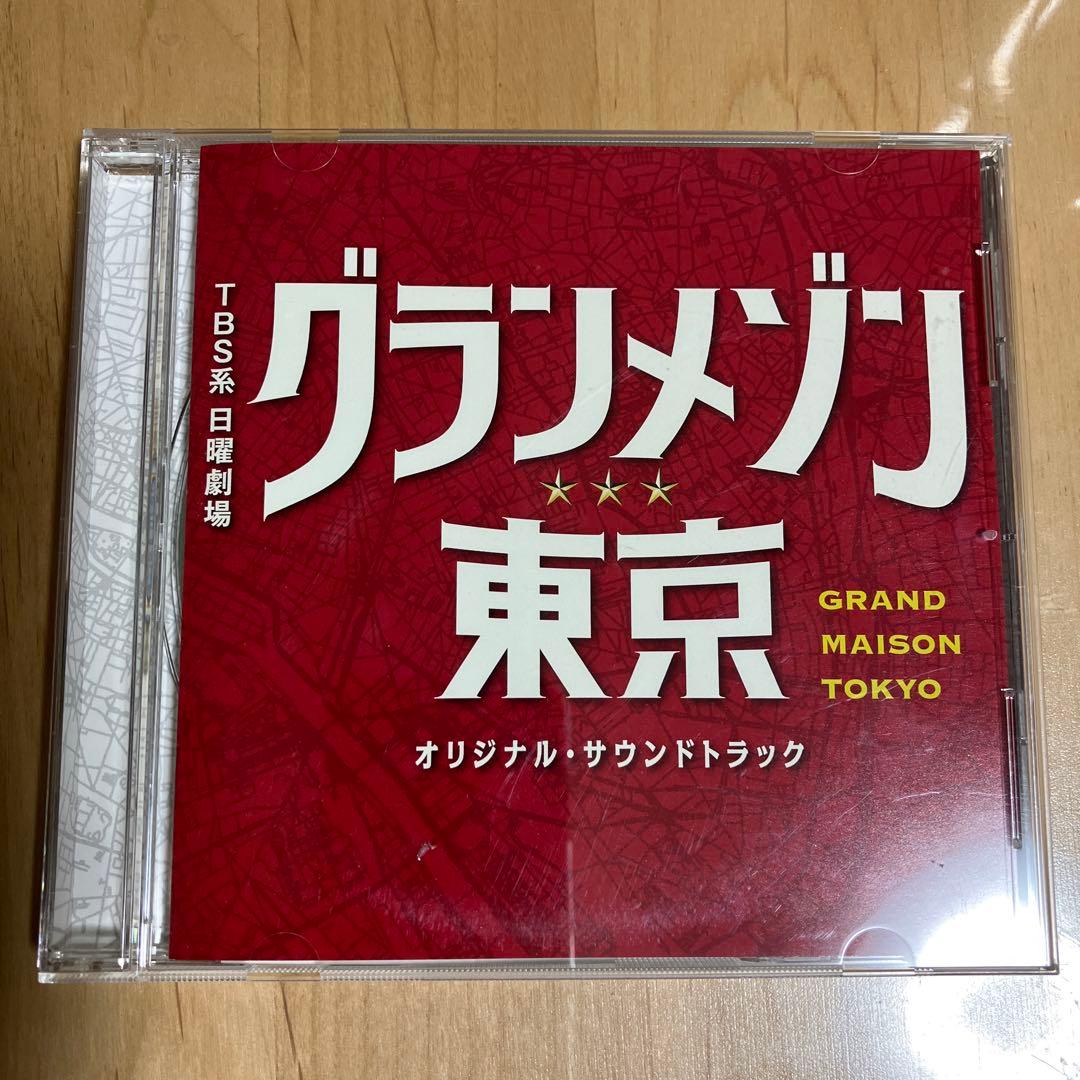 TBS系 日曜劇場
グランメゾン
東京
GRAND
MAISON
TOKYO
オリジナル・サウンドトラック